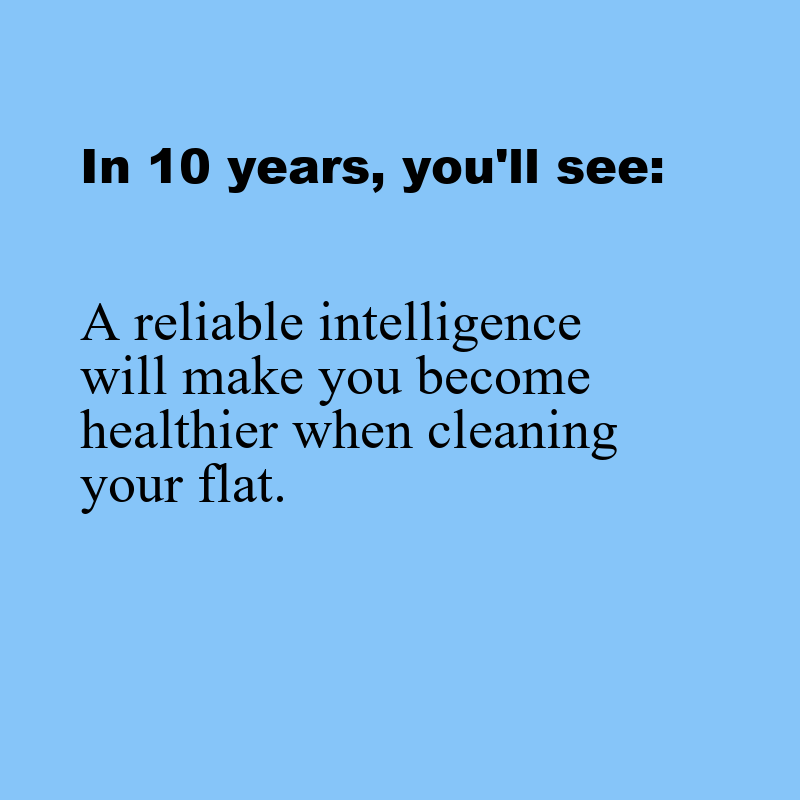 In 10 years, you'll see:
A reliable intelligence
will make you become
healthier when cleaning
your flat.